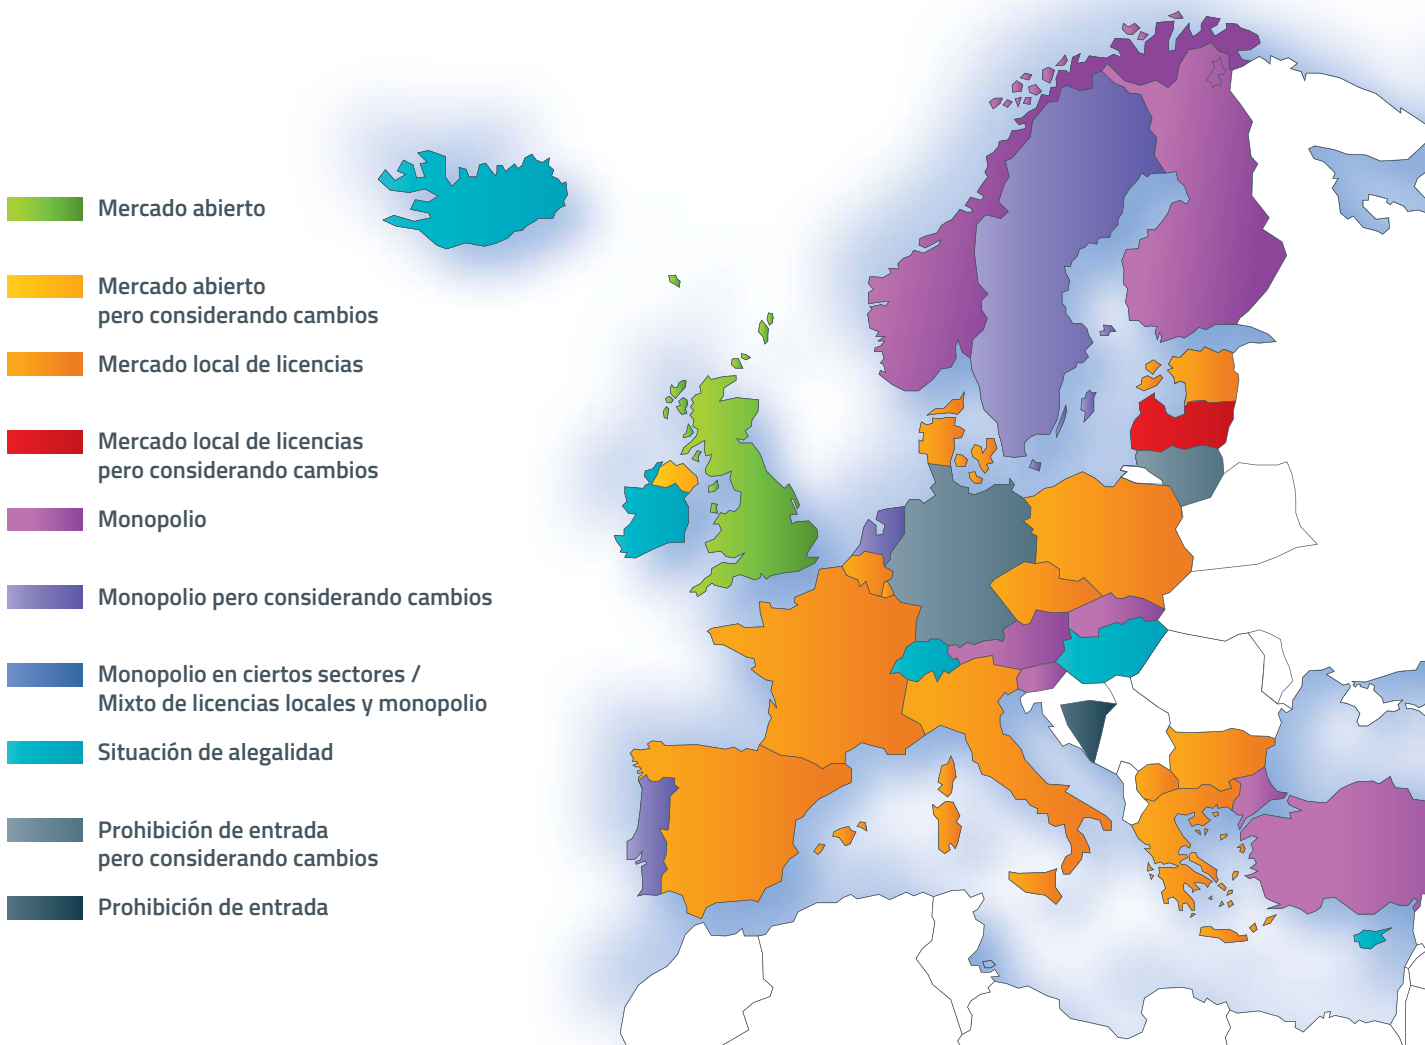 Mercado abierto
Mercado abierto
pero considerando cambios
Mercado local de licencias
Mercado local de licencias
pero considerando cambios
Monopolio
Monopolio pero considerando cambios
Monopolio en ciertos sectores /
Mixto de licencias locales y monopolio
Situación de alegalidad
Prohibición de entrada
pero considerando cambios
Prohibición de entrada